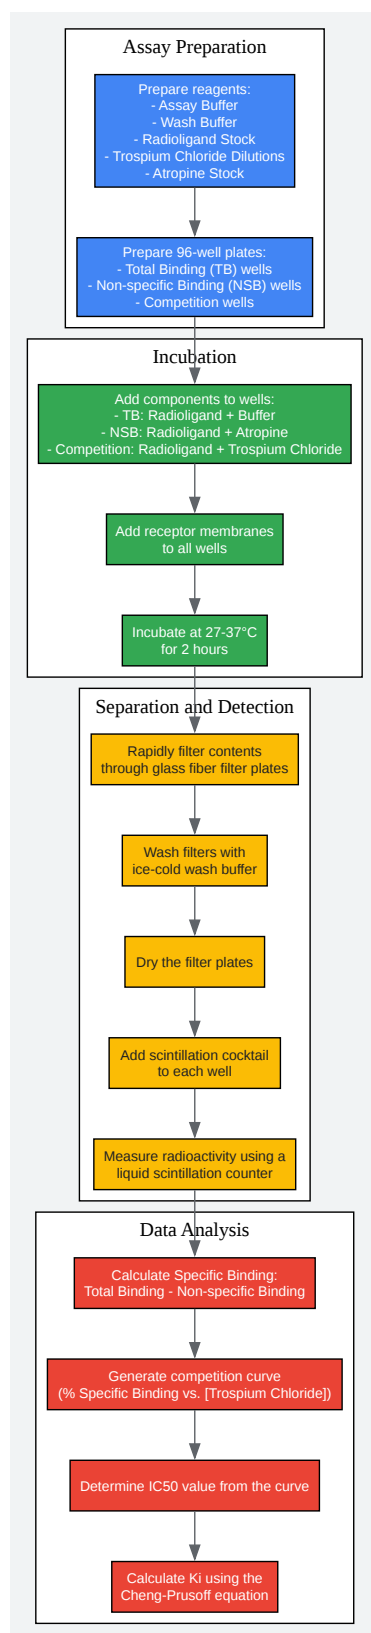 Assay Preparation
Prepare reagents:
- Assay Buffer
- Wash Buffer
- Radioligand Stock
- Trospium Chloride Dilutions
- Atropine Stock
Prepare 96-well plates:
- Total Binding (TB) wells
- Non-specific Binding (NSB) wells
- Competition wells
Incubation
Add components to wells:
- TB: Radioligand + Buffer
- NSB: Radioligand + Atropine
- Competition: Radioligand + Trospium Chloride
Add receptor membranes
to all wells
Incubate at 27-37°C
for 2 hours
Separation and Detection
Rapidly filter contents
through glass fiber filter plates
Wash filters with
ice-cold wash buffer
Dry the filter plates
Add scintillation cocktail
to each well
Measure radioactivity using a
liquid scintillation counter
Data Analysis
Calculate Specific Binding:
Total Binding - Non-specific Binding
Generate competition curve
(% Specific Binding vs. [Trospium Chloride])
Determine IC50 value from the curve
Calculate Ki using the
Cheng-Prusoff equation